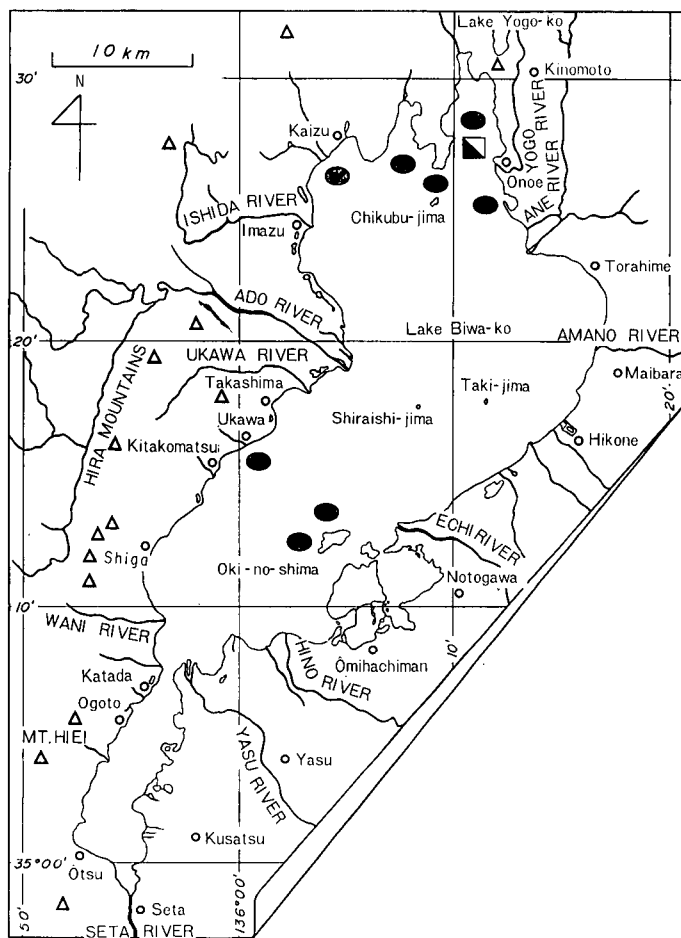 Lake Yogo-ko
10 km
30'
N
Kinomoto
Kaizu
YOGO RIVER
Onoe
ANE RIVER
ISHIDA RIVER
Chikubu-jima
Imazu
Torahime
ADO RIVER
Lake Biwa-ko
AMANO RIVER
20'
UKAWA RIVER
Takashima
Taki-jima
Maibara
20'
HIRA MOUNTAINS
Ukawa
Shiraishi-jima
Kitakomatsu
Hikone
ECHI RIVER
Shiga
Oki-no-shima
Notogawa
10'
10'
WANI RIVER
HINO RIVER
Ōmihachiman
Katada
Ogoto
MT. HIEI
YASU RIVER
Yasu
Kusatsu
35°00'
Ōtsu
136°00'
Seta
50'
SETA RIVER